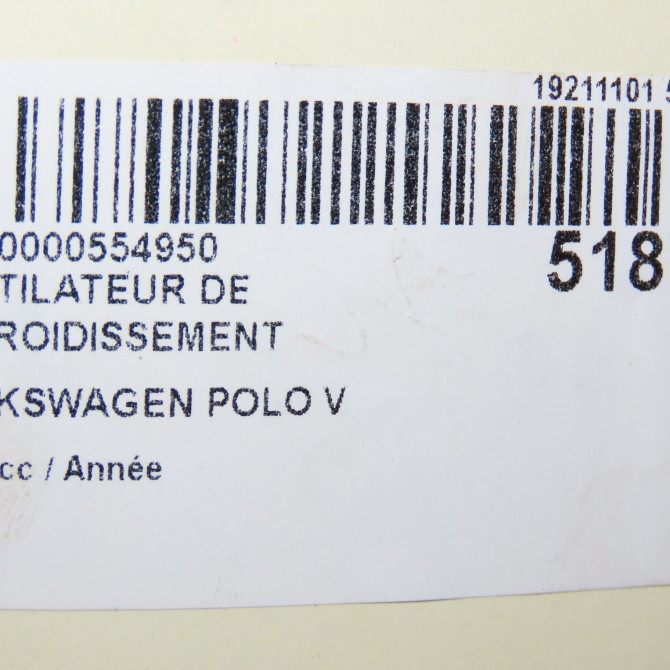 19211101 5
0000554950
518
TILATEUR DE
ROIDISSEMENT
KSWAGEN POLO V
cc / Année